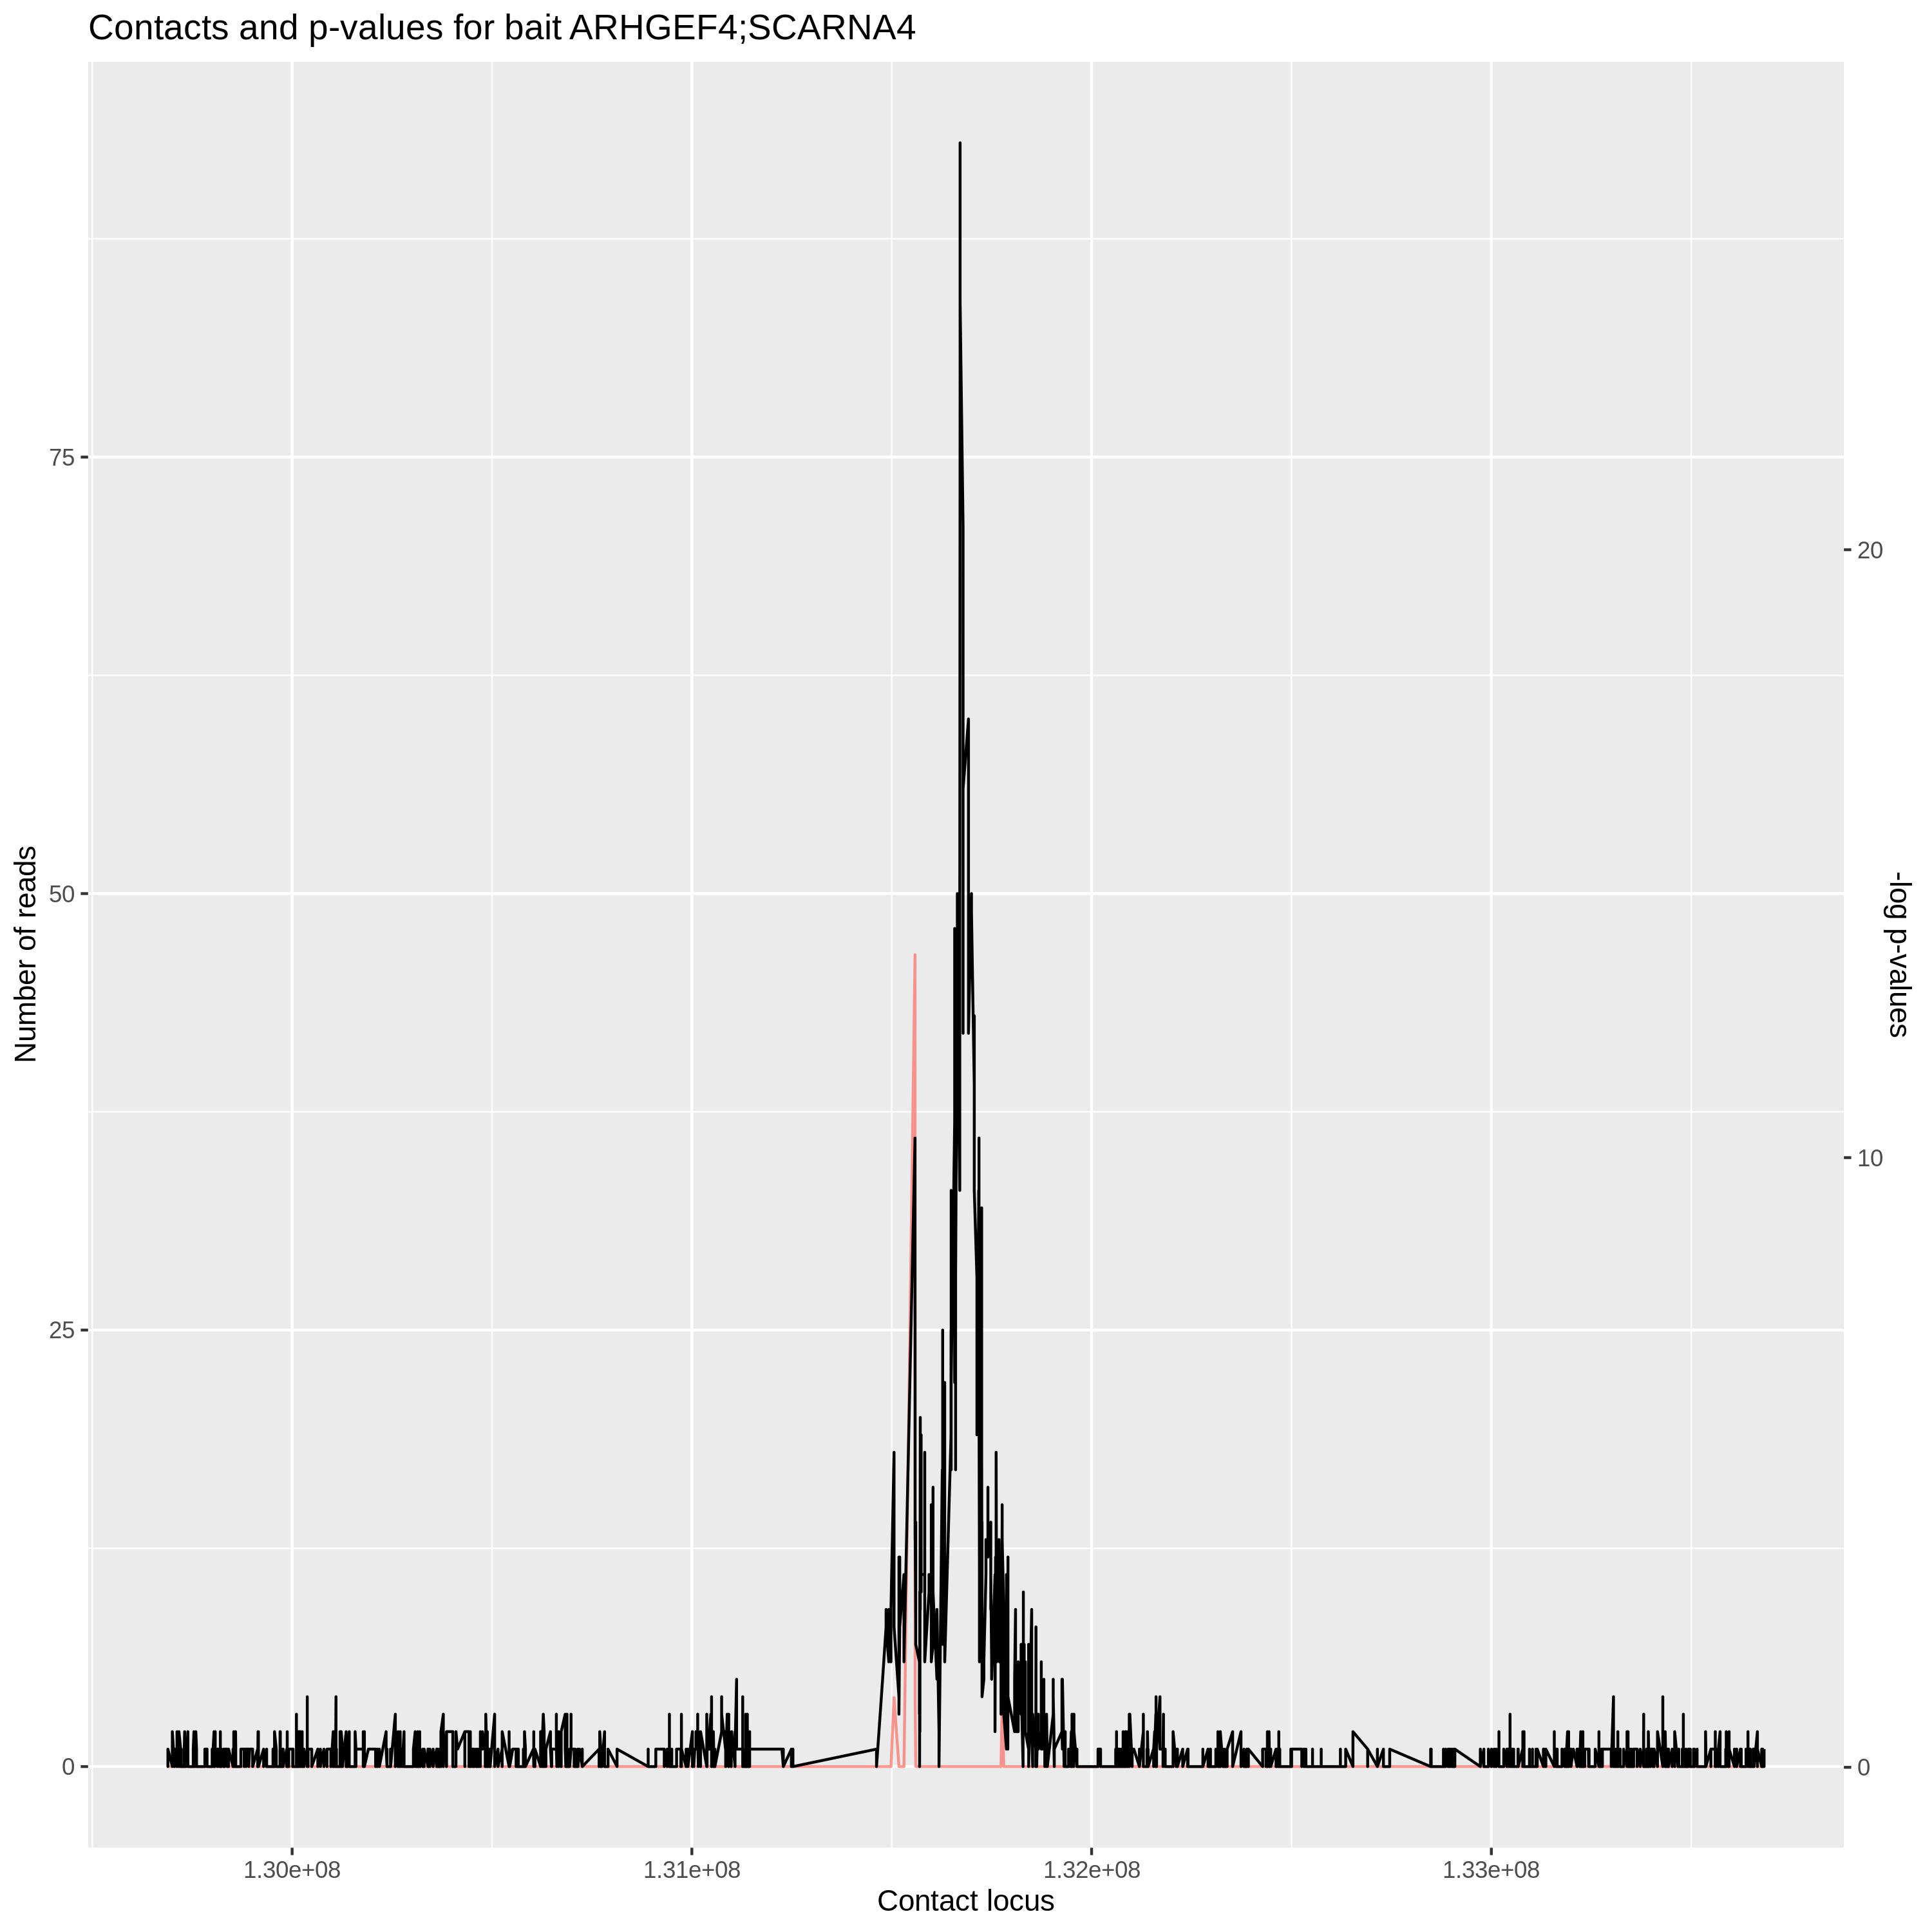 Contacts and p-values for bait ARHGEF4;SCARNA4
Number of reads
75
50
25
0
20
10
0
-log p-values
1.30e+08
1.31e+08
1.32e+08
1.33e+08
Contact locus